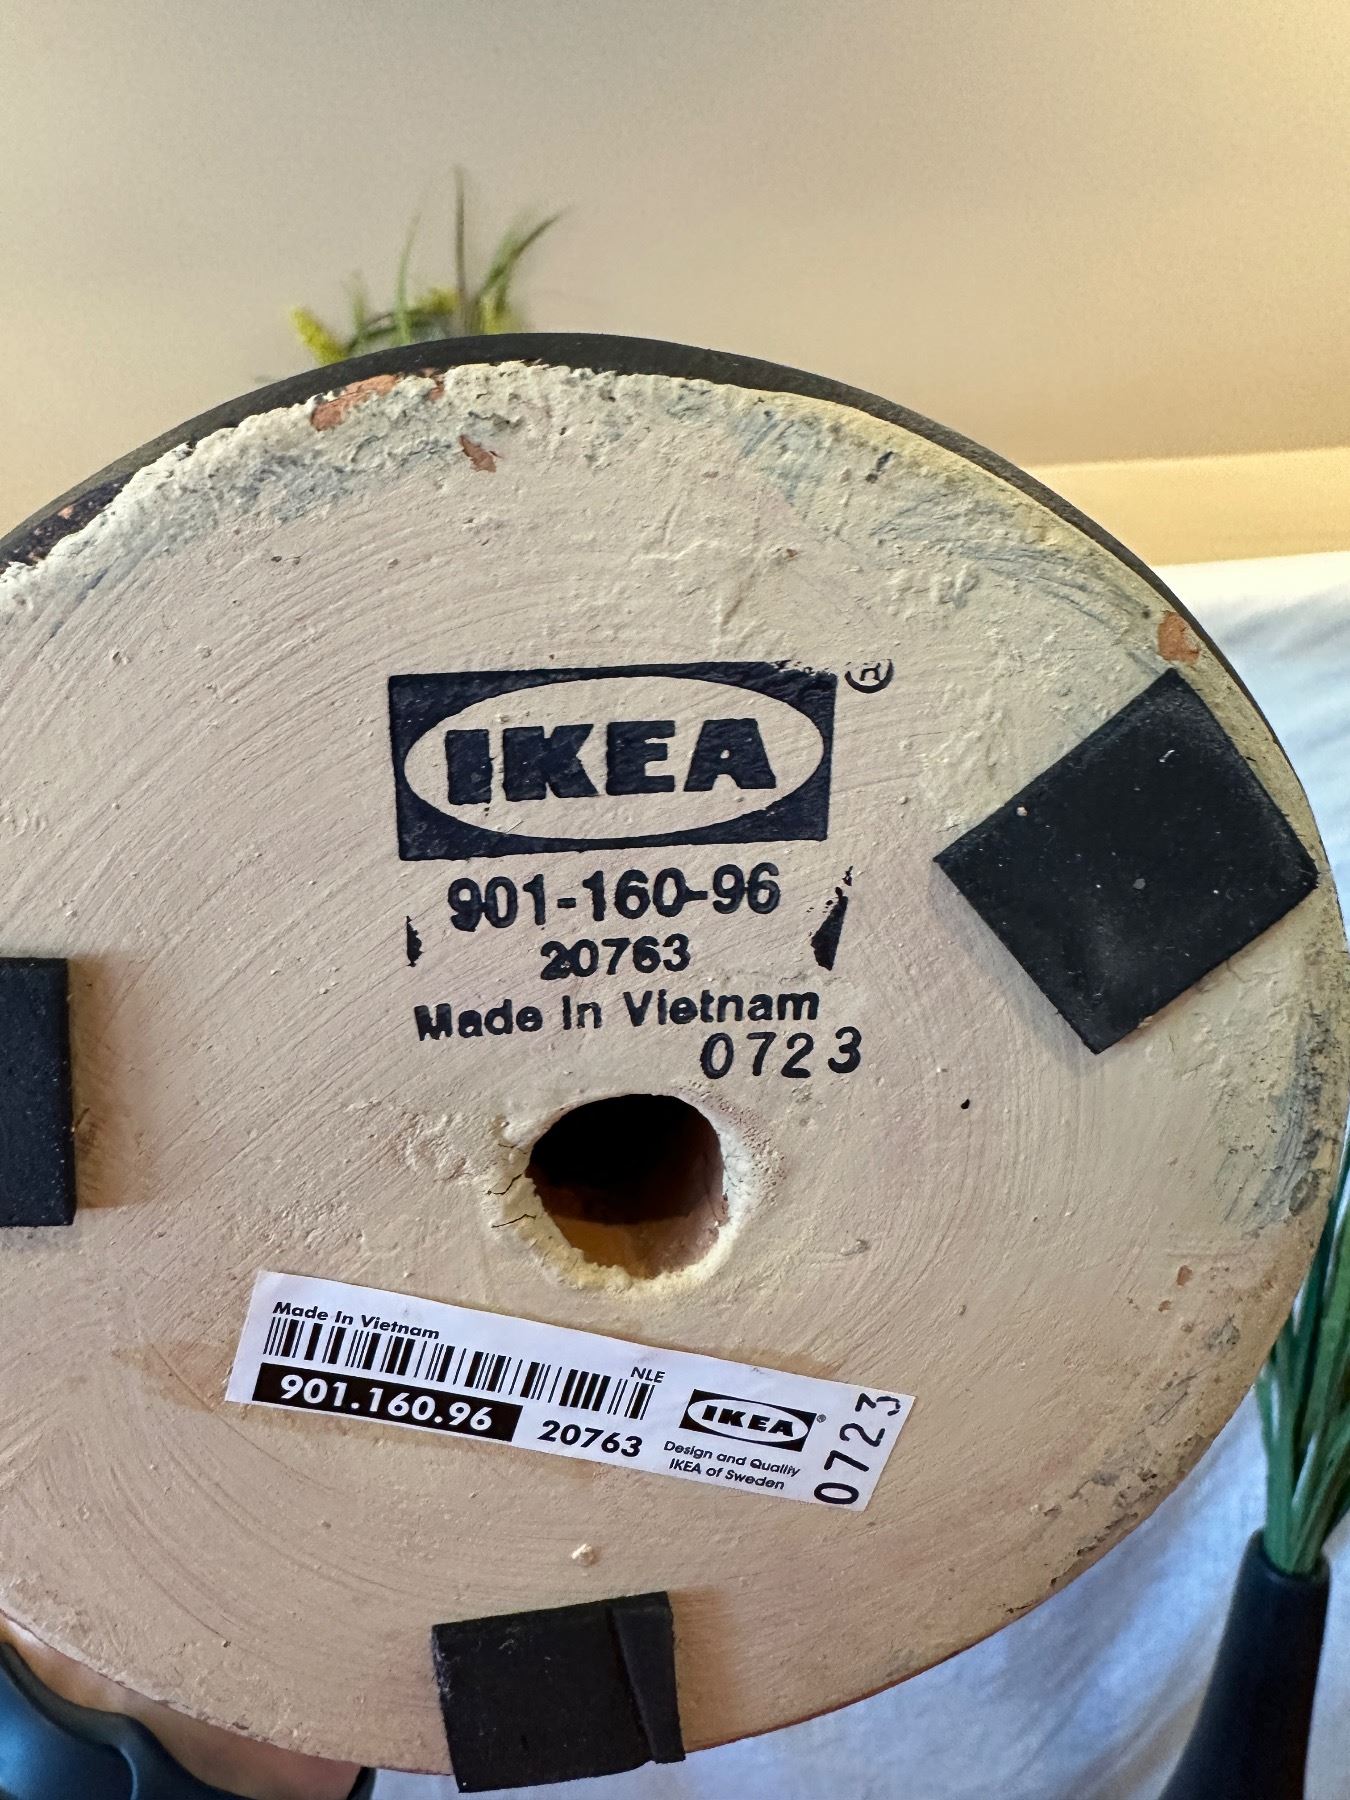 IKEA®
901-160-96
20763
Made In Vietnam
0723
Made In Vietnam
NLE
901.160.96
20763
IKEA®
Design and Quality
IKEA of Sweden
0723